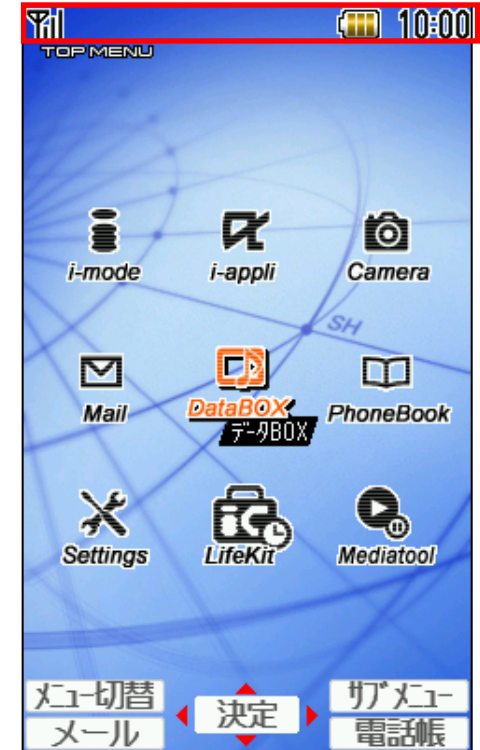 10:00
TOP MENU
i-mode
i-appli
Camera
SH
Mail
DataBOX
データBOX
PhoneBook
Settings
LifeKit
Mediatool
メニュー切替
決定
サブメニュー
メール
電話帳